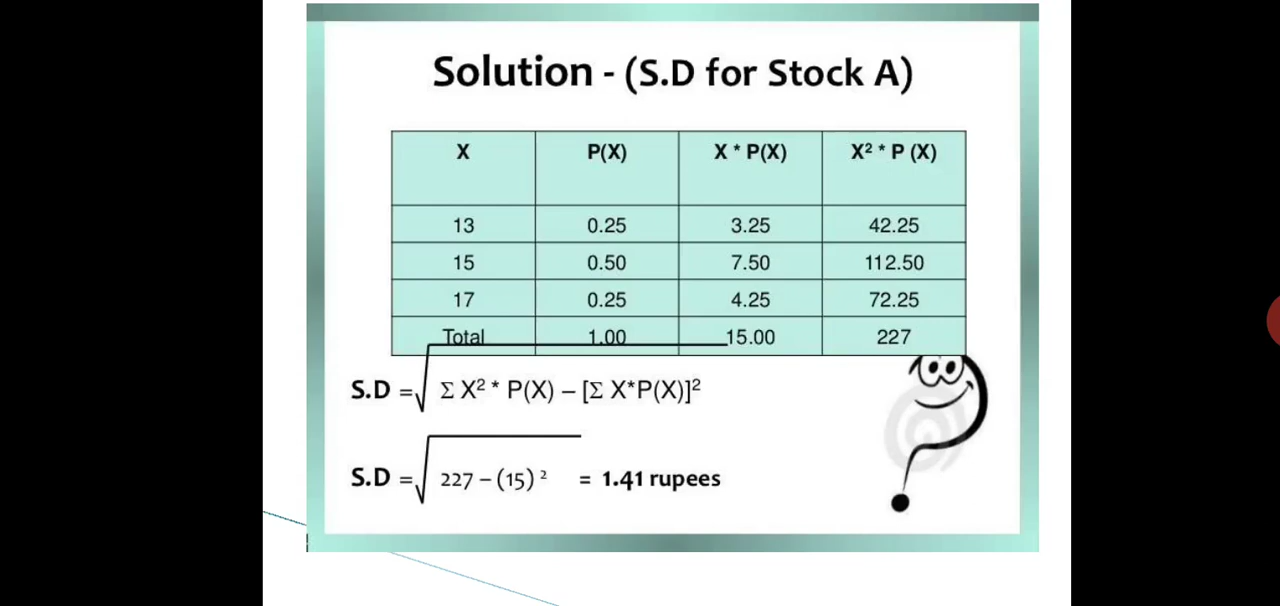 Solution - (S.D for Stock A)
X P(X) X * P(X) X² * P (X)
13 0.25 3.25 42.25
15 0.50 7.50 112.50
17 0.25 4.25 72.25
Total 1.00 15.00 227
S.D =√ Σ X² * P(X) – [Σ X*P(X)]²
S.D =√ 227 – (15) ² = 1.41 rupees